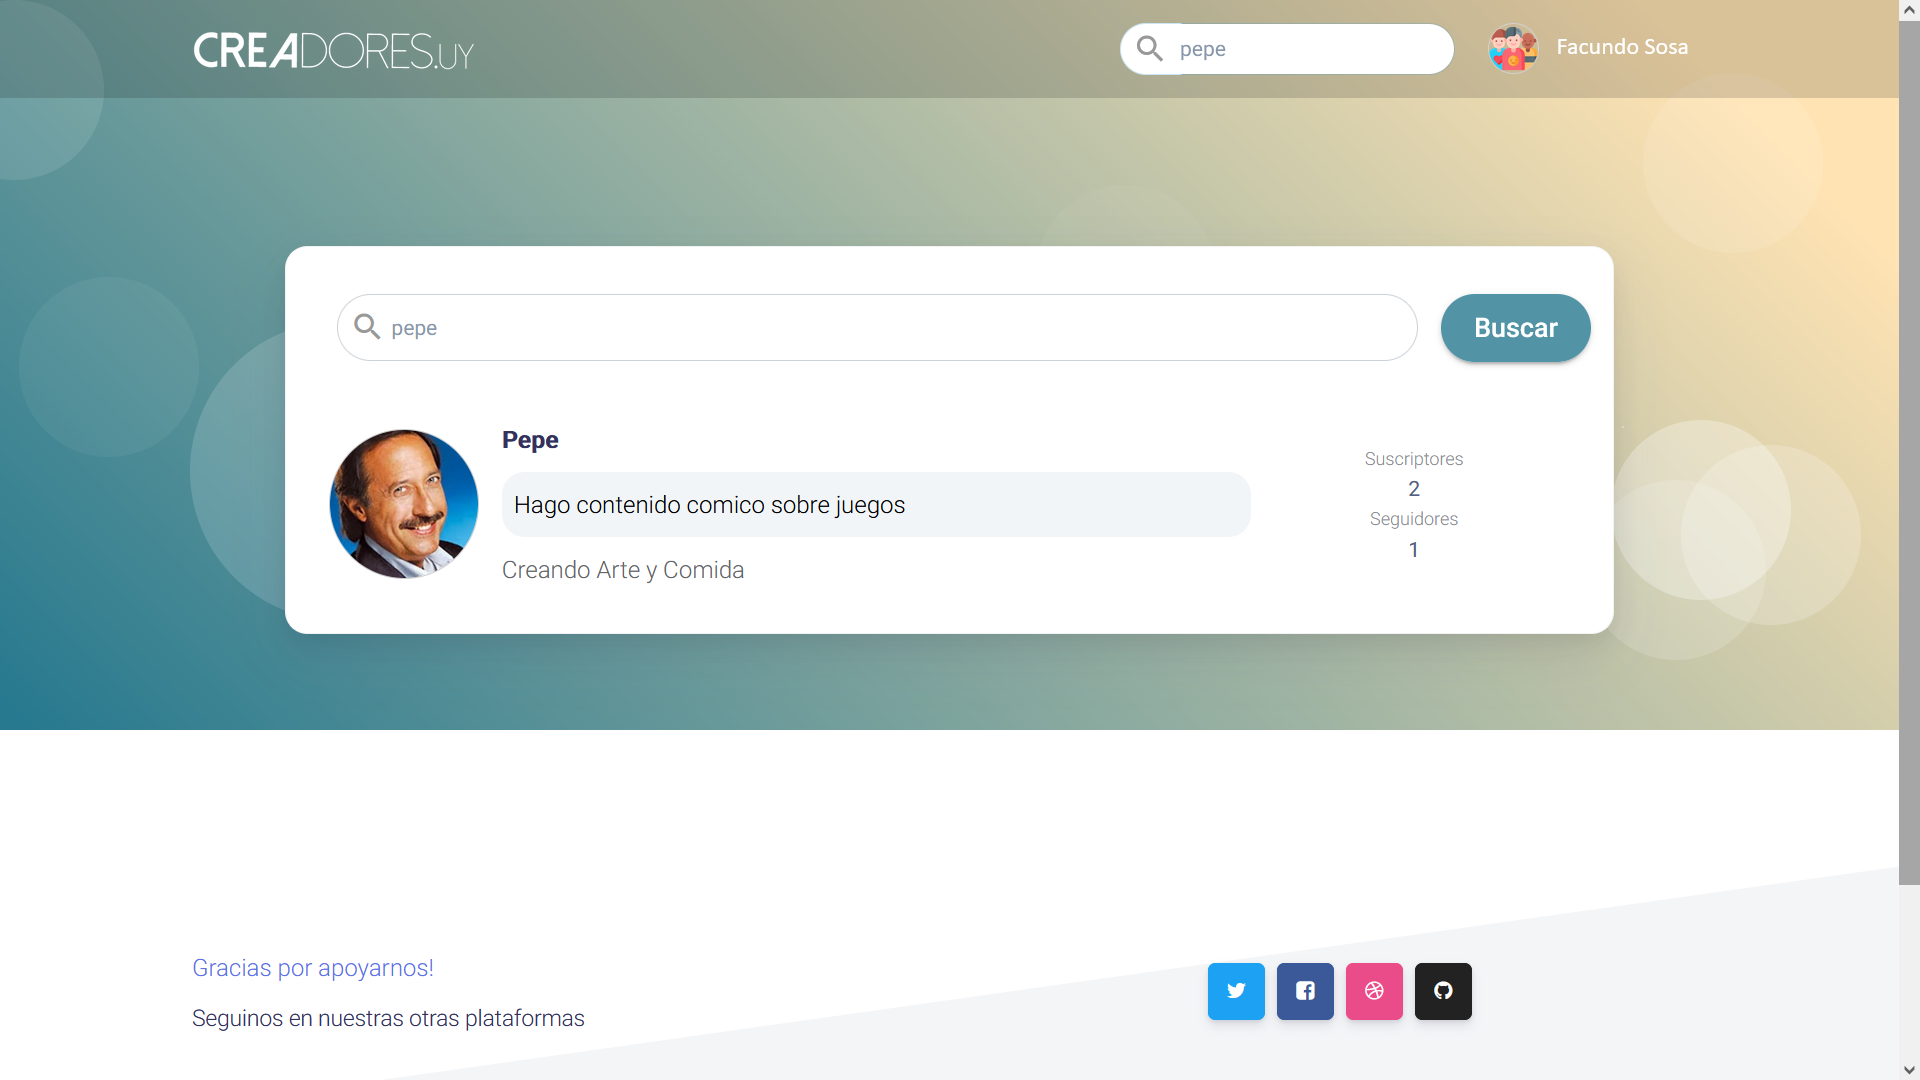 CREADORES.UY
pepe
Facundo Sosa
pepe
Buscar
Pepe
Hago contenido comico sobre juegos
Creando Arte y Comida
Suscriptores
2
Seguidores
1
Gracias por apoyarnos!
Seguinos en nuestras otras plataformas